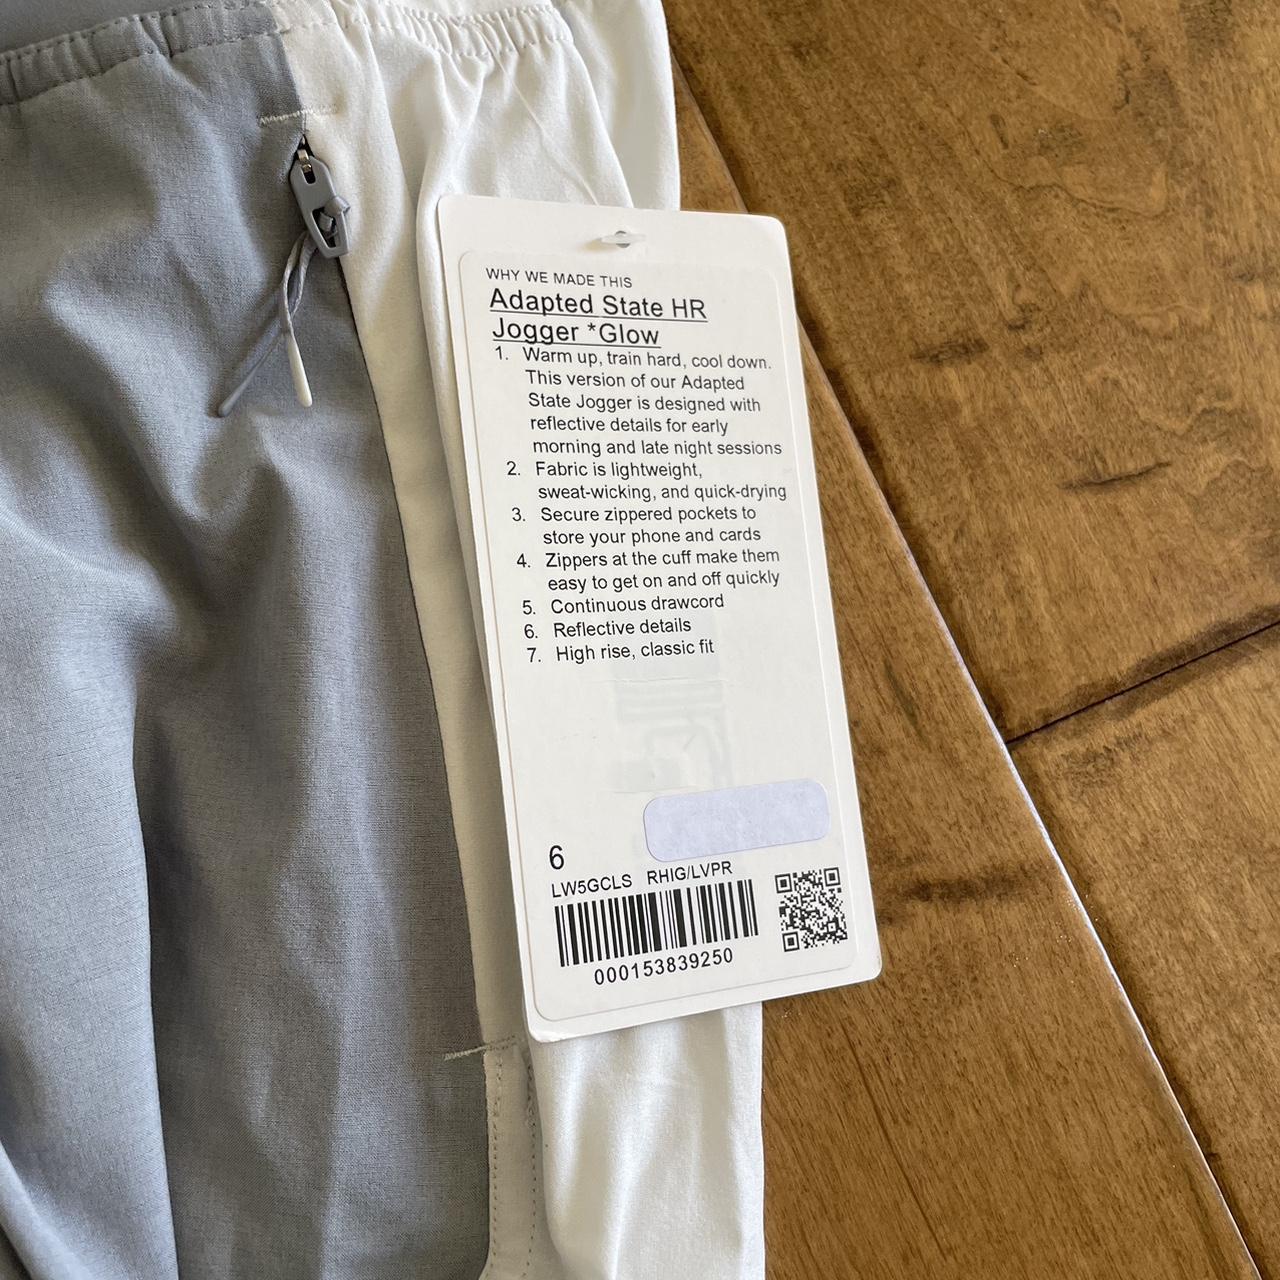 WHY WE MADE THIS
Adapted State HR
Jogger *Glow
1. Warm up, train hard, cool down.
This version of our Adapted
State Jogger is designed with
reflective details for early
morning and late night sessions
2. Fabric is lightweight,
sweat-wicking, and quick-drying
3. Secure zippered pockets to
store your phone and cards
4. Zippers at the cuff make them
easy to get on and off quickly
5. Continuous drawcord
6. Reflective details
7. High rise, classic fit
6
LW5GCLS RHIG/LVPR
000153839250